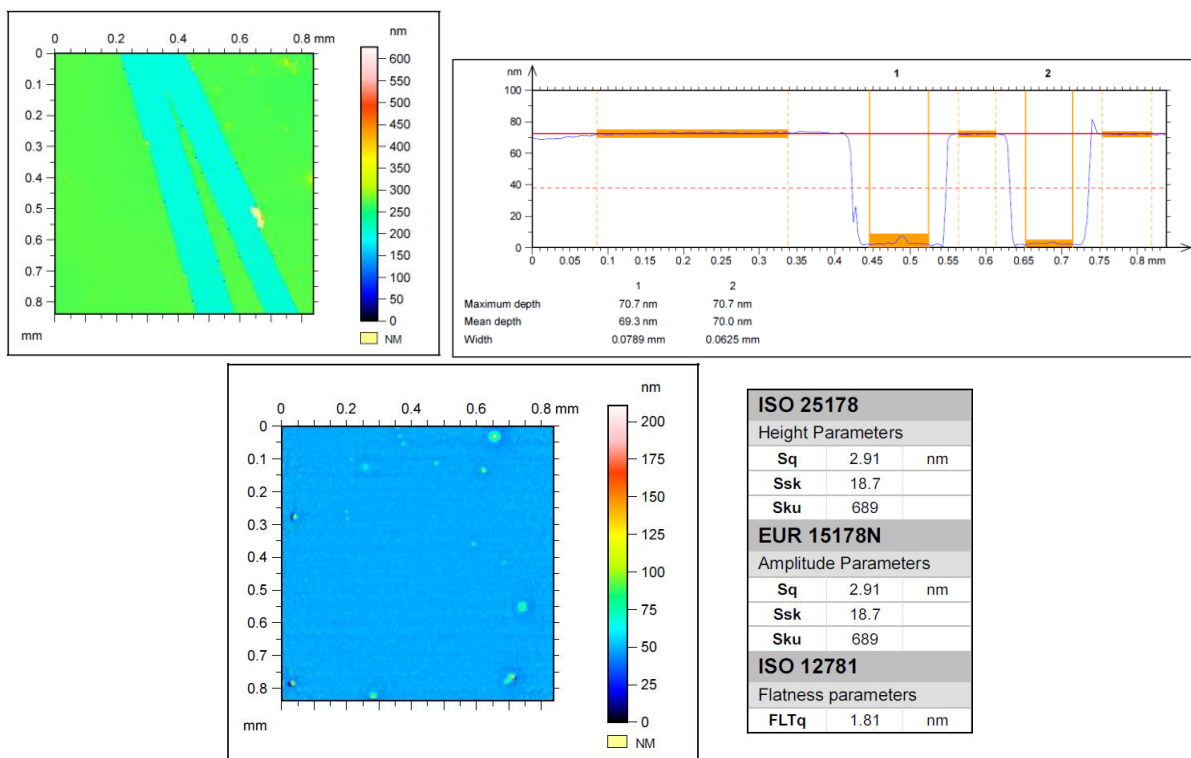 nm
0 0.2 0.4 0.6 0.8 mm
0
0.1
0.2
0.3
0.4
0.5
0.6
0.7
0.8
mm
600
550
500
450
400
350
300
250
200
150
100
50
0
NM
1 2
nm
100
80
60
40
20
0
0 0.05 0.1 0.15 0.2 0.25 0.3 0.35 0.4 0.45 0.5 0.55 0.6 0.65 0.7 0.75 0.8 mm
1 2
Maximum depth 70.7 nm 70.7 nm
Mean depth 69.3 nm 70.0 nm
Width 0.0789 mm 0.0625 mm
nm
0 0.2 0.4 0.6 0.8 mm
0
0.1
0.2
0.3
0.4
0.5
0.6
0.7
0.8
mm
200
175
150
125
100
75
50
25
0
NM
ISO 25178
Height Parameters
Sq 2.91 nm
Ssk 18.7
Sku 689
EUR 15178N
Amplitude Parameters
Sq 2.91 nm
Ssk 18.7
Sku 689
ISO 12781
Flatness parameters
FLTq 1.81 nm